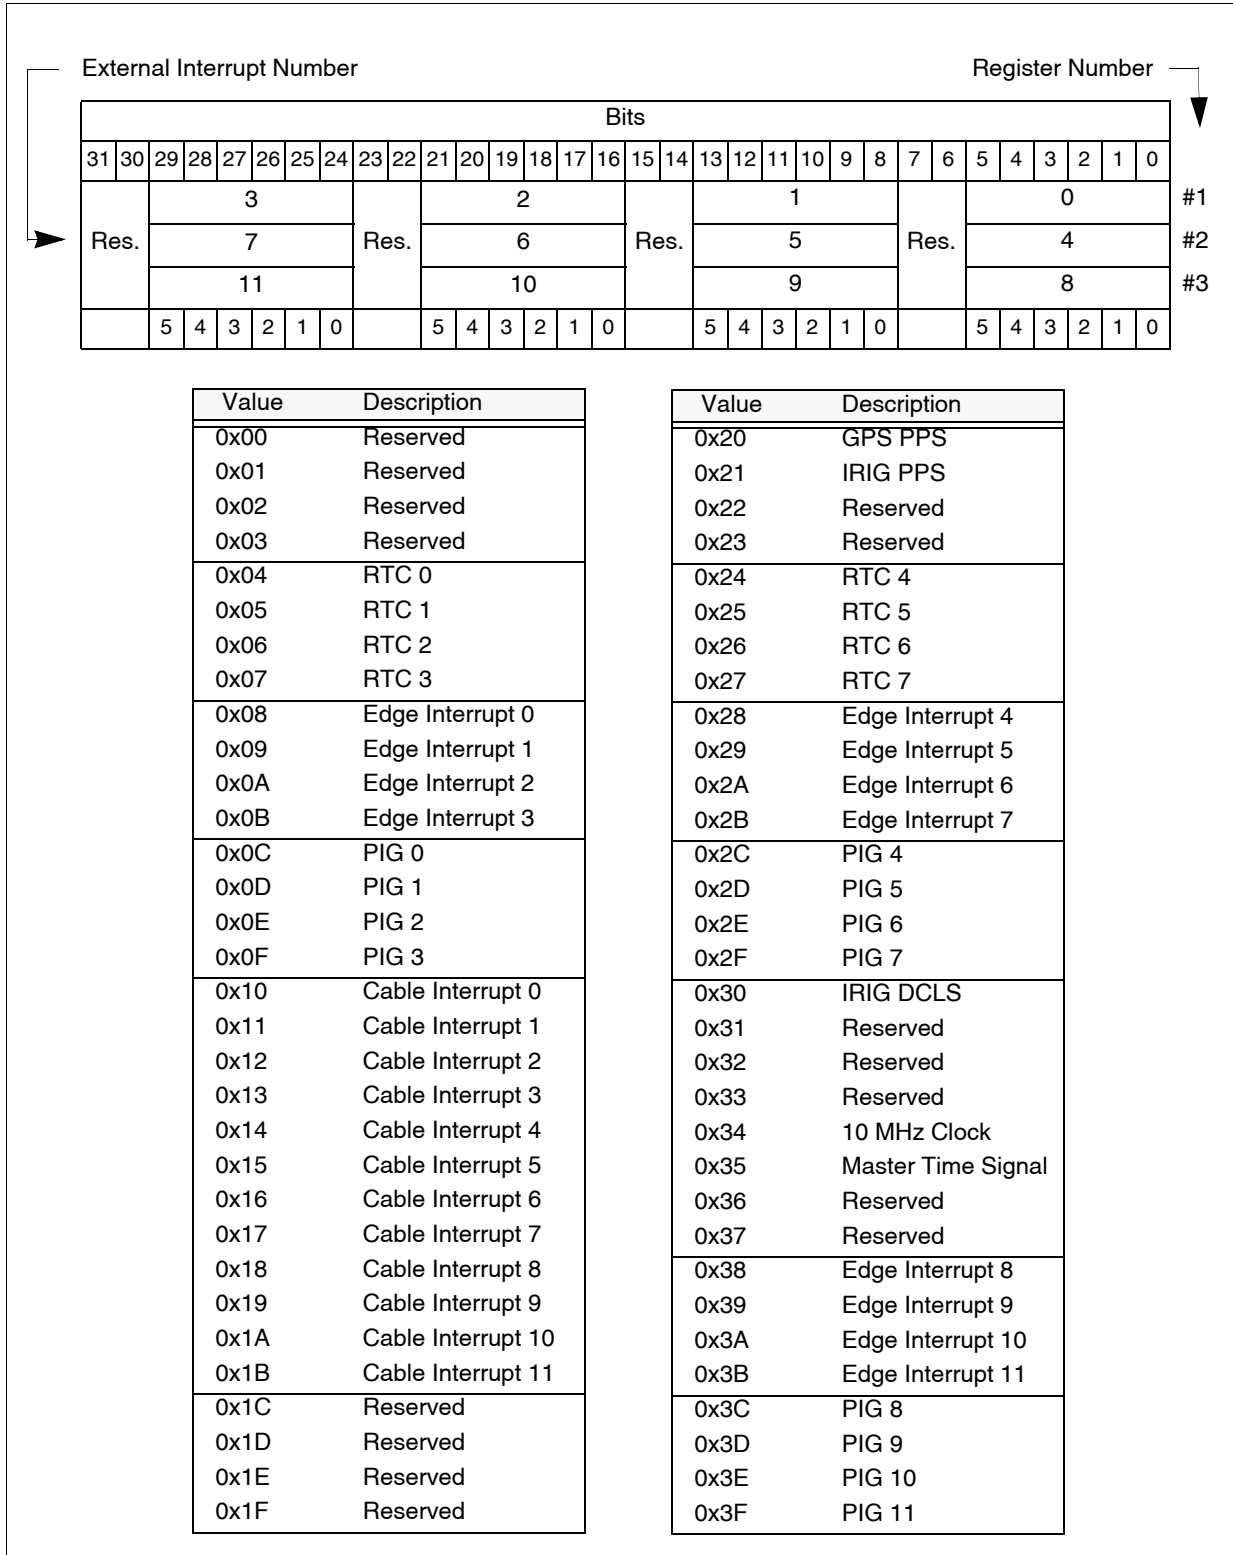 External Interrupt Number Register Number
Bits
31 30 29 28 27 26 25 24 23 22 21 20 19 18 17 16 15 14 13 12 11 10 9 8 7 6 5 4 3 2 1 0
3 2 1 0 #1
Res. 7 Res. 6 Res. 5 Res. 4 #2
11 10 9 8 #3
5 4 3 2 1 0 5 4 3 2 1 0 5 4 3 2 1 0 5 4 3 2 1 0
Value Description
0x00 Reserved
0x01 Reserved
0x02 Reserved
0x03 Reserved
0x04 RTC 0
0x05 RTC 1
0x06 RTC 2
0x07 RTC 3
0x08 Edge Interrupt 0
0x09 Edge Interrupt 1
0x0A Edge Interrupt 2
0x0B Edge Interrupt 3
0x0C PIG 0
0x0D PIG 1
0x0E PIG 2
0x0F PIG 3
0x10 Cable Interrupt 0
0x11 Cable Interrupt 1
0x12 Cable Interrupt 2
0x13 Cable Interrupt 3
0x14 Cable Interrupt 4
0x15 Cable Interrupt 5
0x16 Cable Interrupt 6
0x17 Cable Interrupt 7
0x18 Cable Interrupt 8
0x19 Cable Interrupt 9
0x1A Cable Interrupt 10
0x1B Cable Interrupt 11
0x1C Reserved
0x1D Reserved
0x1E Reserved
0x1F Reserved
Value Description
0x20 GPS PPS
0x21 IRIG PPS
0x22 Reserved
0x23 Reserved
0x24 RTC 4
0x25 RTC 5
0x26 RTC 6
0x27 RTC 7
0x28 Edge Interrupt 4
0x29 Edge Interrupt 5
0x2A Edge Interrupt 6
0x2B Edge Interrupt 7
0x2C PIG 4
0x2D PIG 5
0x2E PIG 6
0x2F PIG 7
0x30 IRIG DCLS
0x31 Reserved
0x32 Reserved
0x33 Reserved
0x34 10 MHz Clock
0x35 Master Time Signal
0x36 Reserved
0x37 Reserved
0x38 Edge Interrupt 8
0x39 Edge Interrupt 9
0x3A Edge Interrupt 10
0x3B Edge Interrupt 11
0x3C PIG 8
0x3D PIG 9
0x3E PIG 10
0x3F PIG 11